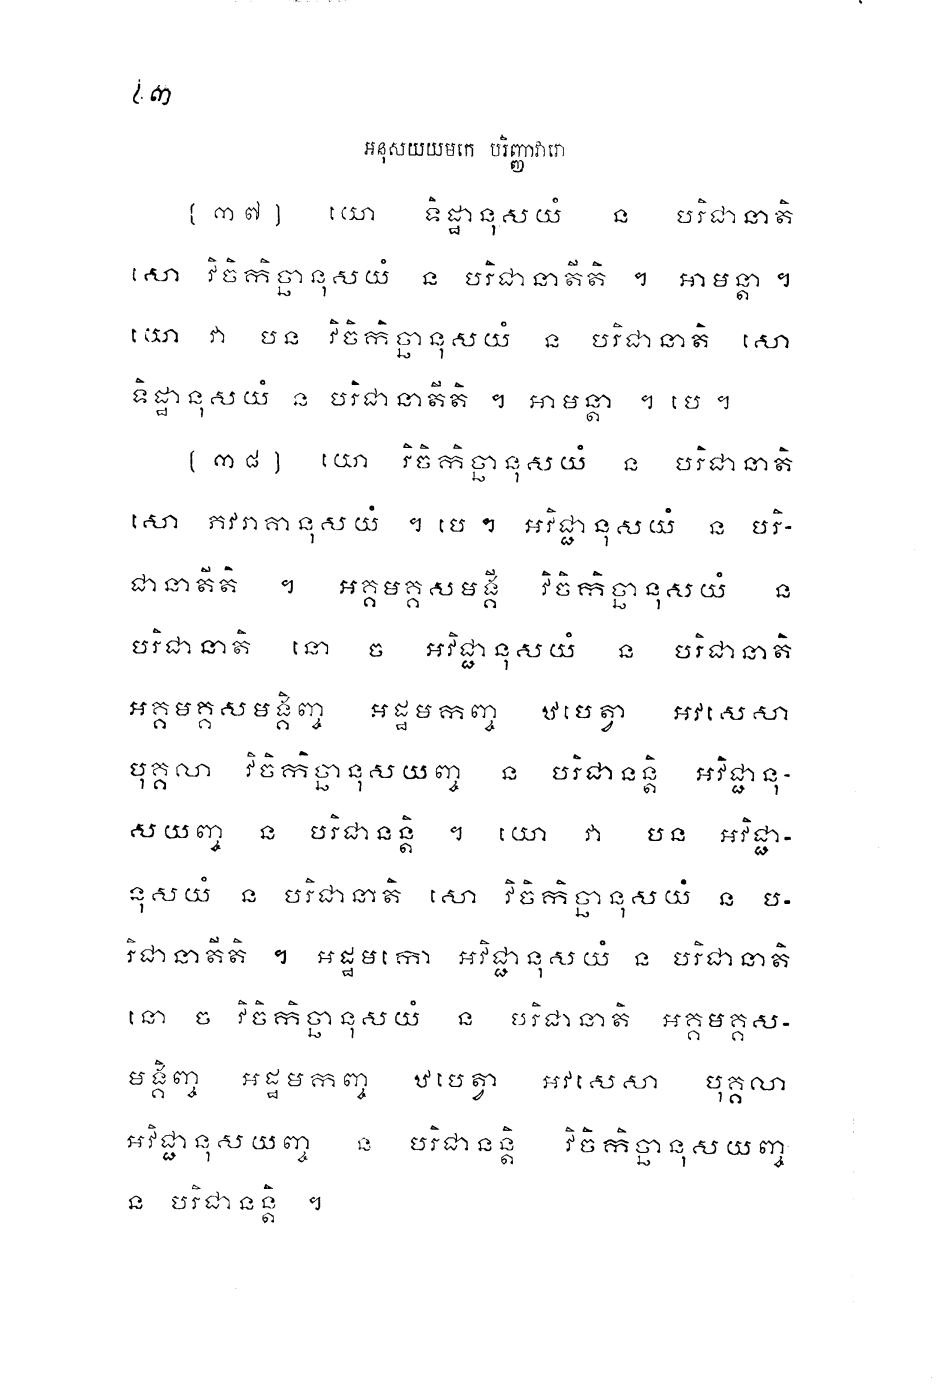 អនុសយយមកេ បរិញ្ញាវារោ
[ ៣៧ ] យោ ទិដ្ឋានុសយំ ន បរិជានាតិ
សោ វិចិកិច្ឆានុសយំ ន បរិជានាតីតិ ។ អាមន្តា ។
យោ វា បន វិចិកិច្ឆានុសយំ ន បរិជានាតិ សោ
ទិដ្ឋានុសយំ ន បរិជានាតីតិ ។ អាមន្តា ។ បេ ។
[ ៣៨ ] យោ វិចិកិច្ឆានុសយំ ន បរិជានាតិ
សោ ភវរាគានុសយំ ។ បេ ។ អវិជ្ជានុសយំ ន បរិ-
ជានាតីតិ ។ អគ្គមគ្គសមង្គី វិចិកិច្ឆានុសយំ ន
បរិជានាតិ នោ ច អវិជ្ជានុសយំ ន បរិជានាតិ
អគ្គមគ្គសមង្គិញ្ច អដ្ឋមកញ្ច ឋបេត្វា អវសេសា
បុគ្គលា វិចិកិច្ឆានុសយញ្ច ន បរិជានន្តិ អវិជ្ជានុ-
សយញ្ច ន បរិជានន្តិ ។ យោ វា បន អវិជ្ជា-
នុសយំ ន បរិជានាតិ សោ វិចិកិច្ឆានុសយំ ន ប-
រិជានាតីតិ ។ អដ្ឋមកោ អវិជ្ជានុសយំ ន បរិជានាតិ
នោ ច វិចិកិច្ឆានុសយំ ន បរិជានាតិ អគ្គមគ្គស-
មង្គិញ្ច អដ្ឋមកញ្ច ឋបេត្វា អវសេសា បុគ្គលា
អវិជ្ជានុសយញ្ច ន បរិជានន្តិ វិចិកិច្ឆានុសយញ្ច
ន បរិជានន្តិ ។